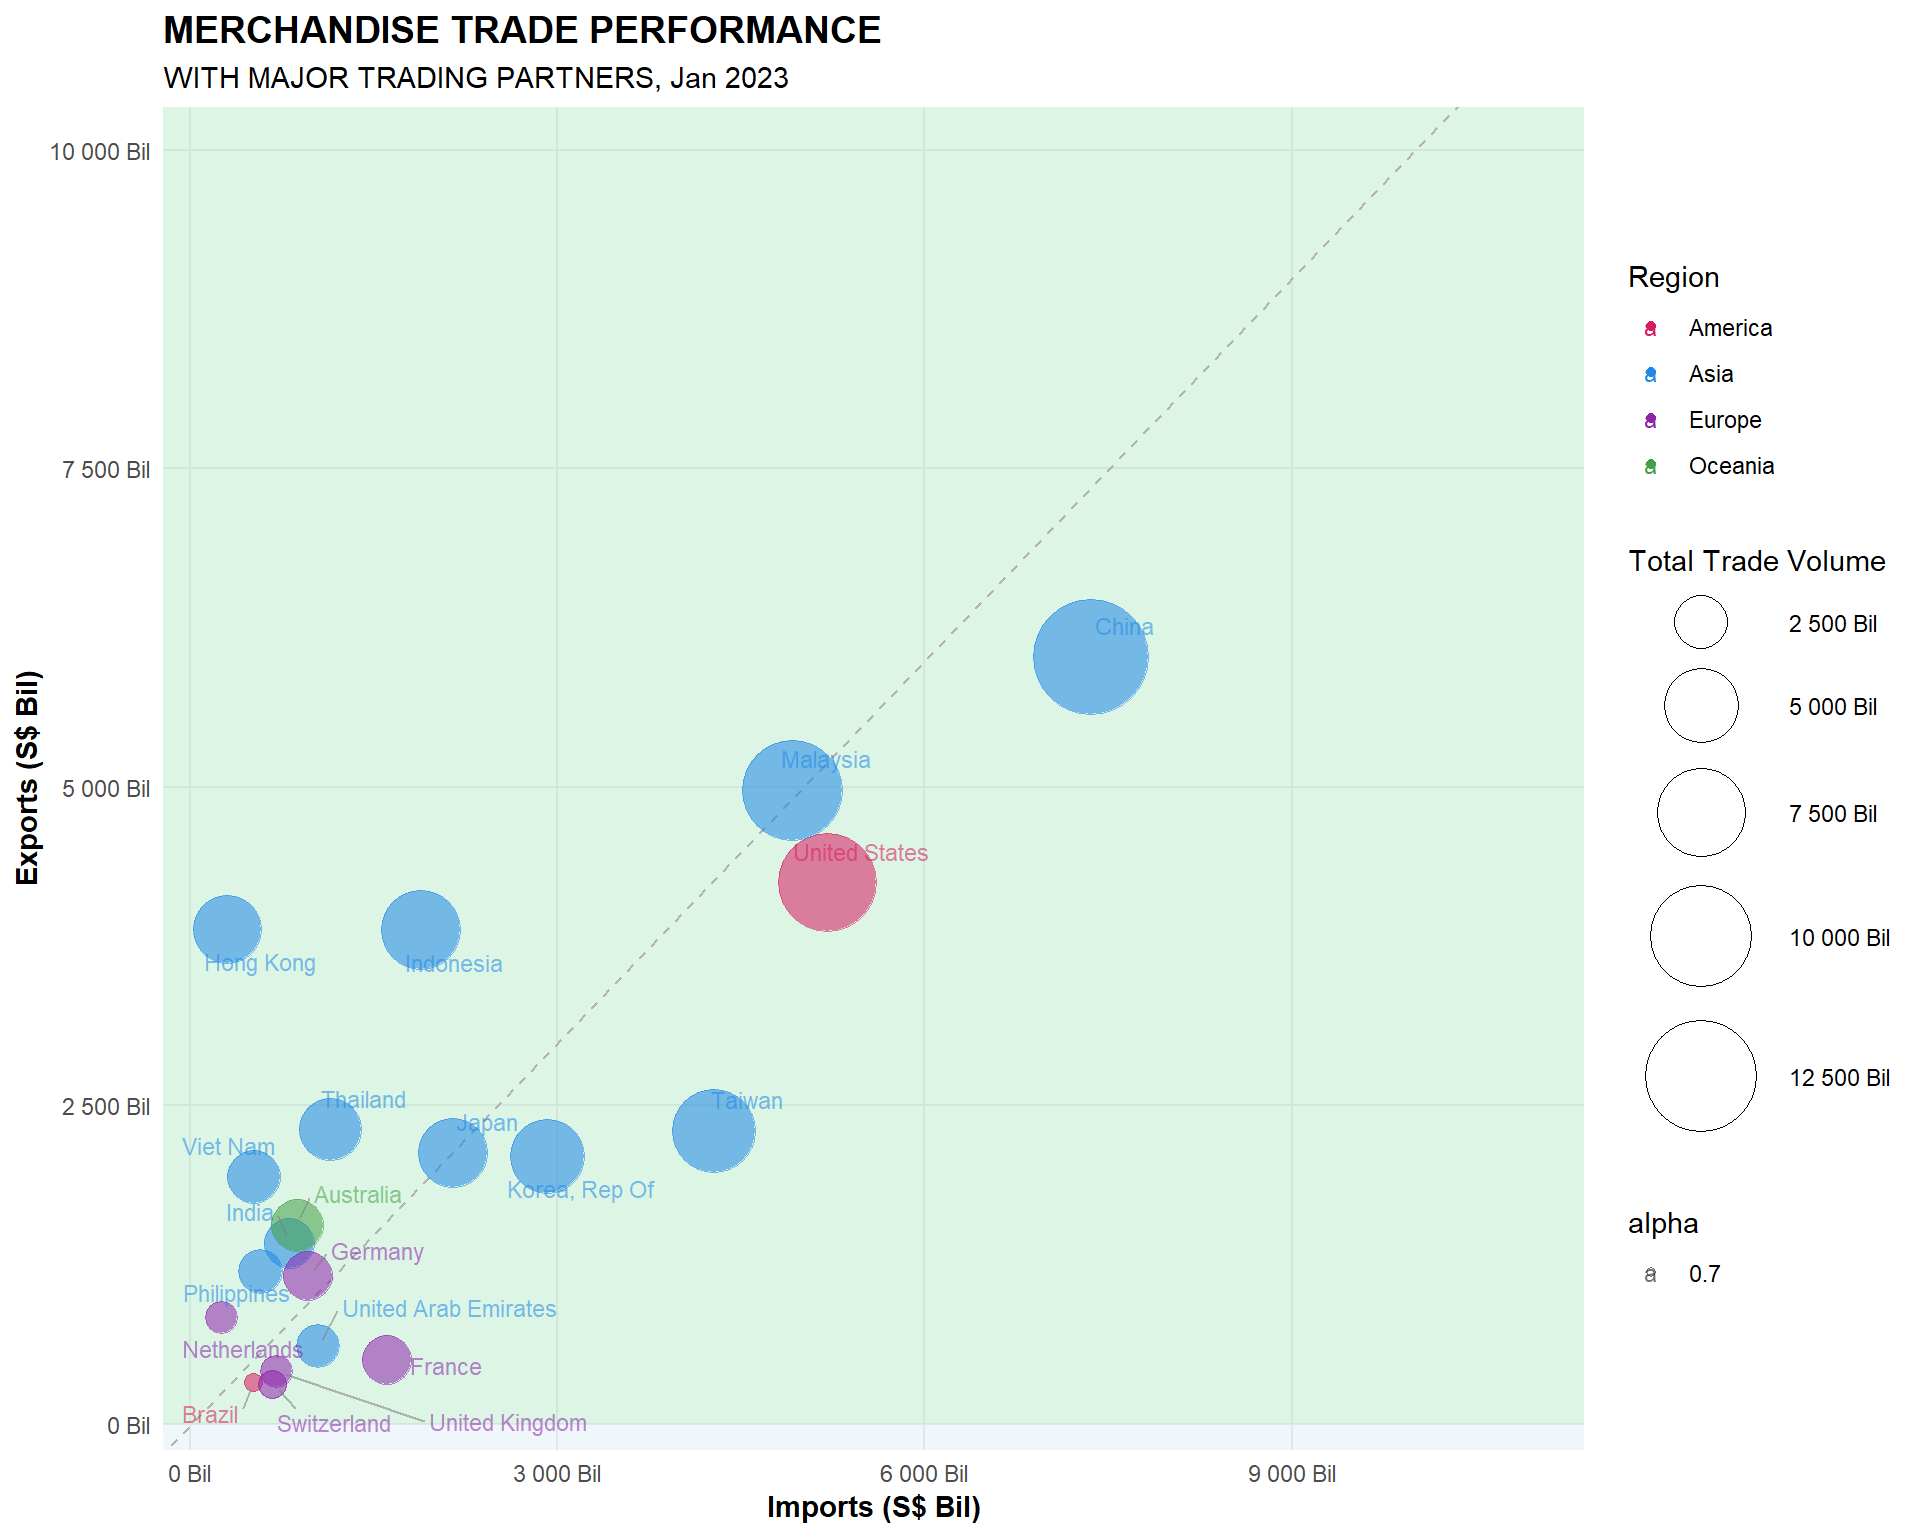 MERCHANDISE TRADE PERFORMANCE
WITH MAJOR TRADING PARTNERS, Jan 2023
Exports (S$ Bil)
10 000 Bil
7 500 Bil
5 000 Bil
2 500 Bil
0 Bil
China
Malaysia
United States
Hong Kong
Indonesia
Thailand
Taiwan
Japan
Viet Nam
Korea, Rep Of
Australia
India
Germany
Philippines
United Arab Emirates
Netherlands
France
Brazil
Switzerland
United Kingdom
0 Bil
3 000 Bil
6 000 Bil
9 000 Bil
Imports (S$ Bil)
Region
a America
a Asia
a Europe
a Oceania
Total Trade Volume
2 500 Bil
5 000 Bil
7 500 Bil
10 000 Bil
12 500 Bil
alpha
a 0.7